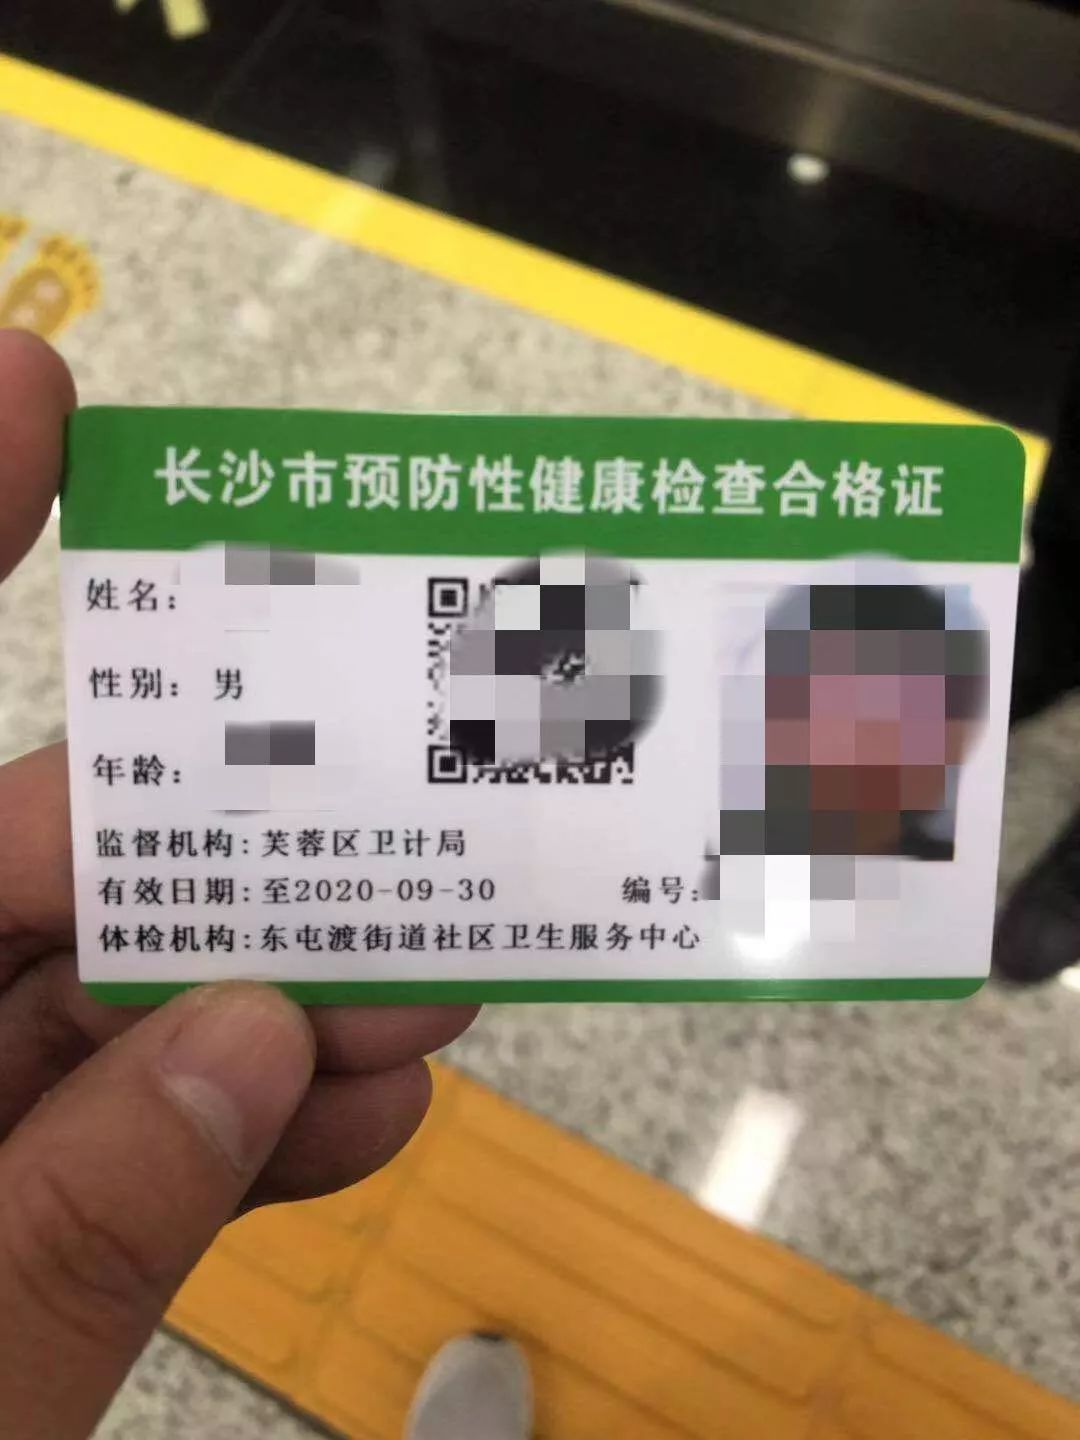 长沙市预防性健康检查合格证
姓名：
性别： 男
年龄：
监督机构:芙蓉区卫计局
有效日期:至2020-09-30
编号:
体检机构:东屯渡街道社区卫生服务中心